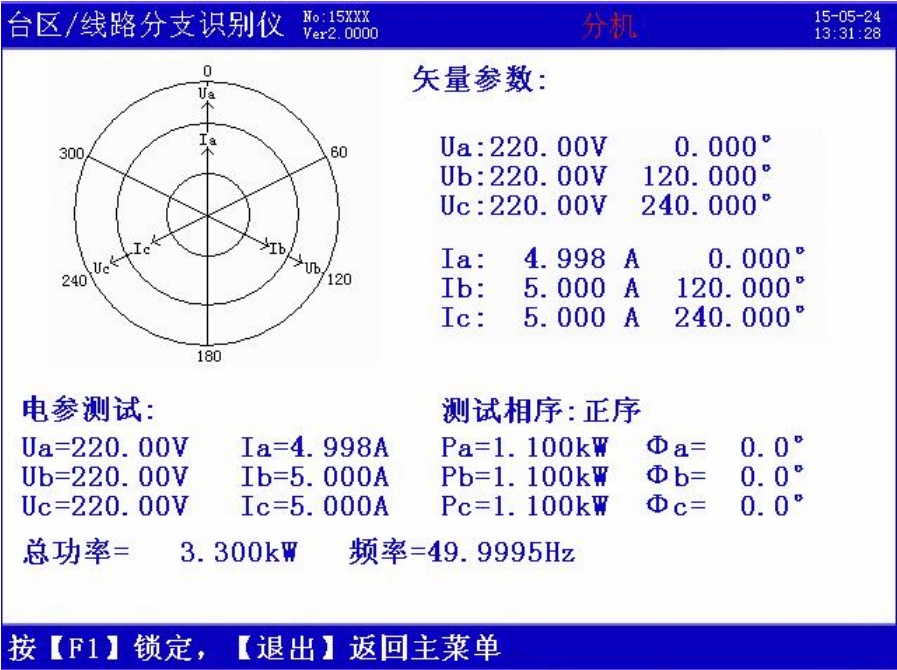 台区/线路分支识别仪 No:15XXX Ver2.0000 分机 15-05-24 13:31:28
0
Ua
Ia
300
60
Ic
Ib
Uc
Ub
240
120
180
矢量参数:
Ua:220.00V 0.000°
Ub:220.00V 120.000°
Uc:220.00V 240.000°
Ia: 4.998 A 0.000°
Ib: 5.000 A 120.000°
Ic: 5.000 A 240.000°
电参测试: 测试相序:正序
Ua=220.00V Ia=4.998A Pa=1.100kW Φa= 0.0°
Ub=220.00V Ib=5.000A Pb=1.100kW Φb= 0.0°
Uc=220.00V Ic=5.000A Pc=1.100kW Φc= 0.0°
总功率= 3.300kW 频率=49.9995Hz
按【F1】锁定，【退出】返回主菜单